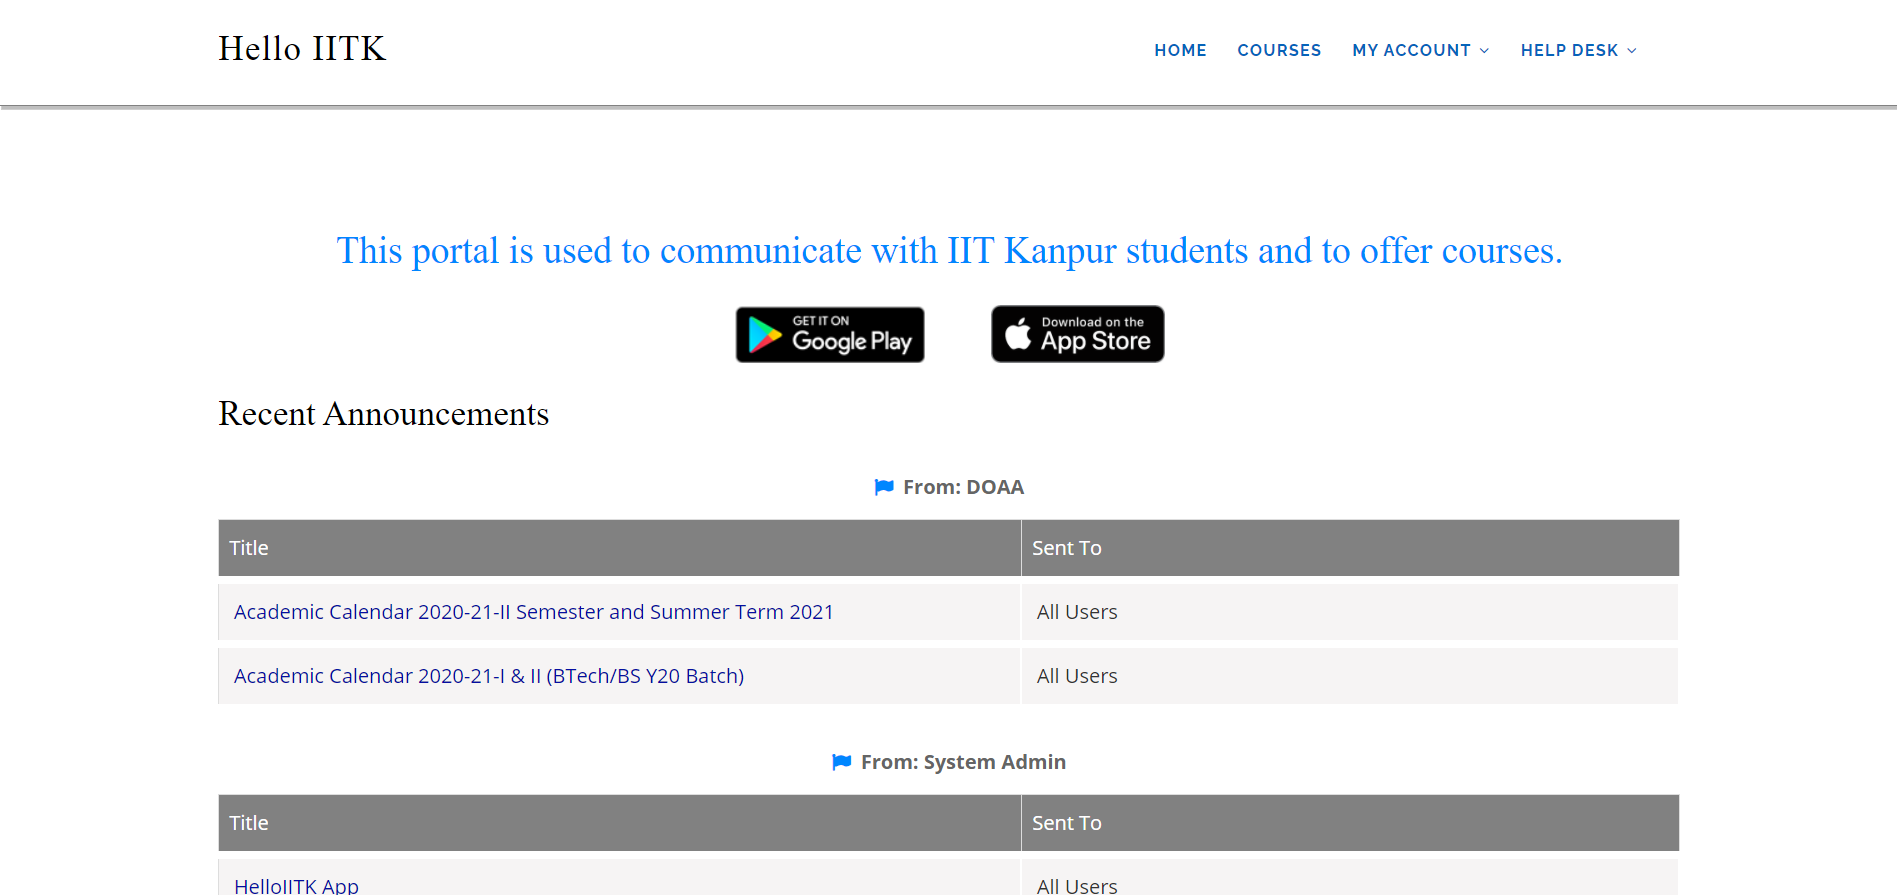 Hello IITK
HOME COURSES MY ACCOUNT HELP DESK
This portal is used to communicate with IIT Kanpur students and to offer courses.
GET IT ON
Google Play
Download on the
App Store
Recent Announcements
From: DOAA
Title Sent To
Academic Calendar 2020-21-II Semester and Summer Term 2021 All Users
Academic Calendar 2020-21-I & II (BTech/BS Y20 Batch) All Users
From: System Admin
Title Sent To
HelloIITK App All Users